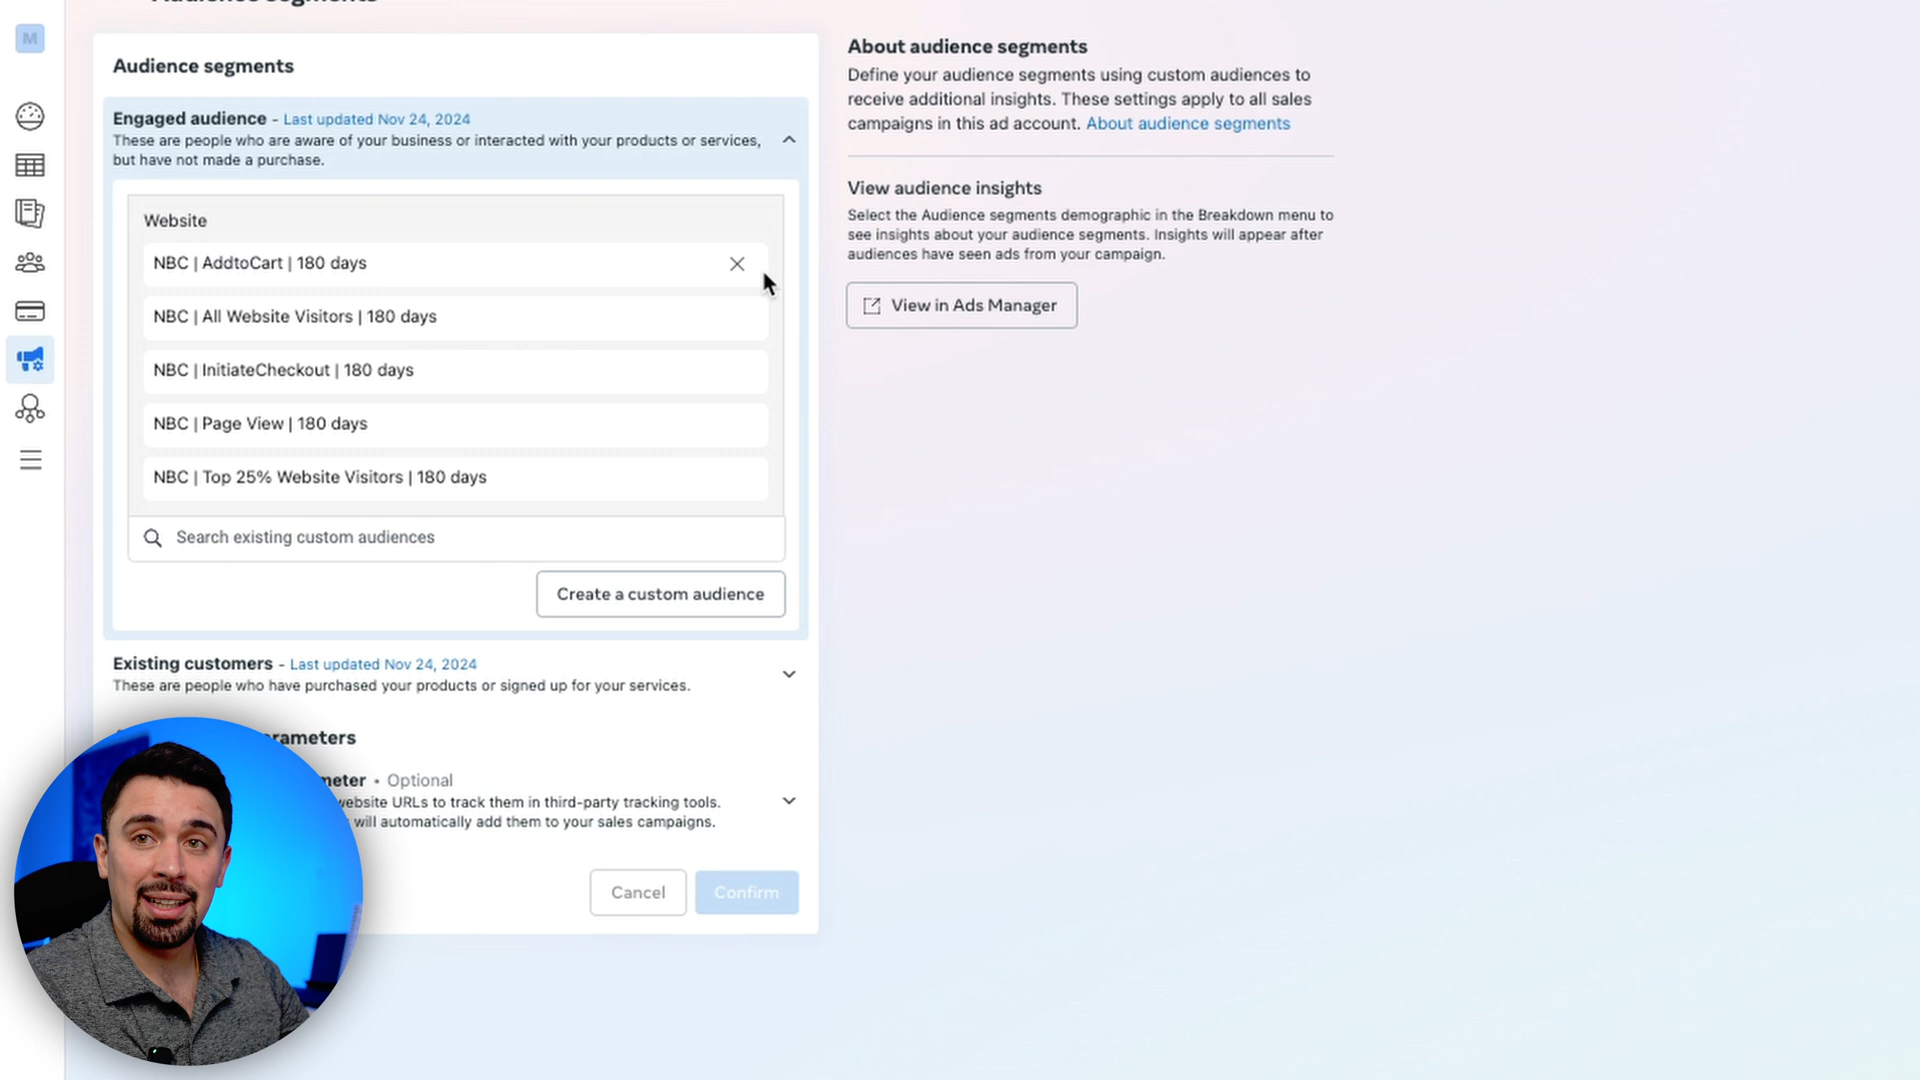 M
Audience segments
Audience segments
Engaged audience - Last updated Nov 24, 2024
These are people who are aware of your business or interacted with your products or services,
but have not made a purchase.
Website
NBC | AddtoCart | 180 days
NBC | All Website Visitors | 180 days
NBC | InitiateCheckout | 180 days
NBC | Page View | 180 days
NBC | Top 25% Website Visitors | 180 days
Search existing custom audiences
Create a custom audience
Existing customers - Last updated Nov 24, 2024
These are people who have purchased your products or signed up for your services.
rameters
meter • Optional
website URLs to track them in third-party tracking tools.
will automatically add them to your sales campaigns.
Cancel
Confirm
About audience segments
Define your audience segments using custom audiences to
receive additional insights. These settings apply to all sales
campaigns in this ad account. About audience segments
View audience insights
Select the Audience segments demographic in the Breakdown menu to
see insights about your audience segments. Insights will appear after
audiences have seen ads from your campaign.
View in Ads Manager